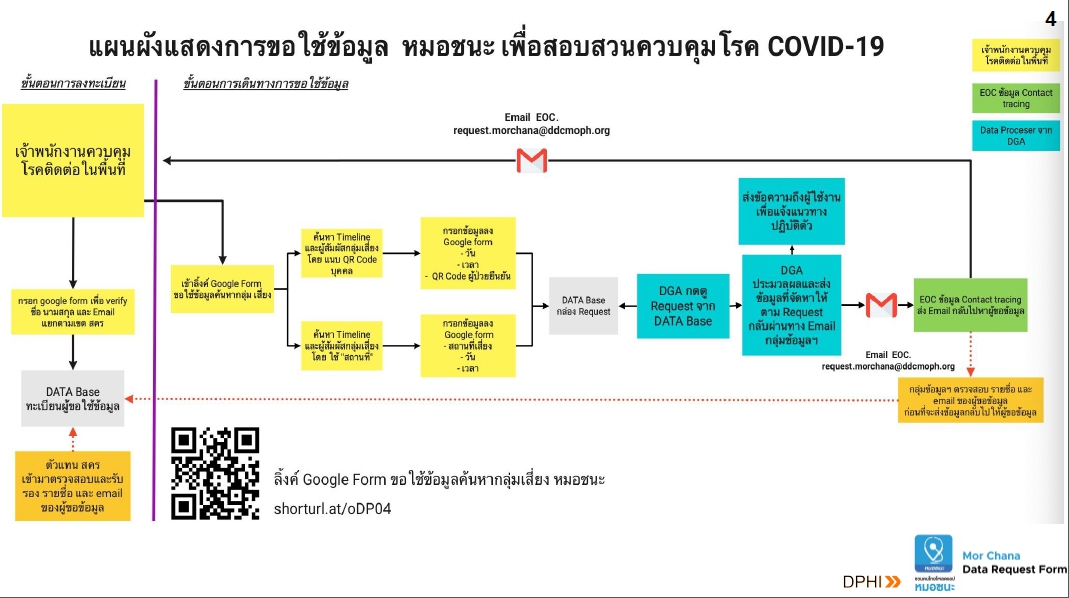 4
แผนผังแสดงการขอใช้ข้อมูล หมอชนะ เพื่อสอบสวนควบคุมโรค COVID-19
เจ้าพนักงานควบคุม
โรคติดต่อในพื้นที่
EOC ข้อมูล Contact
tracing
Data Proceser จาก
DGA
ขั้นตอนการลงทะเบียน
ขั้นตอนการเดินทางการขอใช้ข้อมูล
Email EOC.
request.morchana@ddcmoph.org
เจ้าพนักงานควบคุม
โรคติดต่อในพื้นที่
กรอก google form เพื่อ verify
ชื่อ นามสกุล และ Email
แยกตามเขต สคร
DATA Base
ทะเบียนผู้ขอใช้ข้อมูล
ตัวแทน สคร
เข้ามาตรวจสอบและรับ
รอง รายชื่อ และ email
ของผู้ขอข้อมูล
เข้าลิ้งค์ Google Form
ขอใช้ข้อมูลค้นหากลุ่ม เสี่ยง
ค้นหา Timeline
และผู้สัมผัสกลุ่มเสี่ยง
โดย แนบ QR Code
บุคคล
กรอกข้อมูลลง
Google form
- วัน
- เวลา
- QR Code ผู้ป่วยยืนยัน
ค้นหา Timeline
และผู้สัมผัสกลุ่มเสี่ยง
โดย ใช้ "สถานที่"
กรอกข้อมูลลง
Google form
- สถานที่เสี่ยง
- วัน
- เวลา
DATA Base
กล่อง Request
DGA กดดู
Request จาก
DATA Base
ส่งข้อความถึงผู้ใช้งาน
เพื่อแจ้งแนวทาง
ปฏิบัติตัว
DGA
ประมวลผลและส่ง
ข้อมูลที่จัดหาให้
ตาม Request
กลับผ่านทาง Email
กลุ่มข้อมูลฯ
EOC ข้อมูล Contact tracing
ส่ง Email กลับไปหาผู้ขอข้อมูล
Email EOC.
request.morchana@ddcmoph.org
กลุ่มข้อมูลฯ ตรวจสอบ รายชื่อ และ
email ของผู้ขอข้อมูล
ก่อนที่จะส่งข้อมูลกลับไปให้ผู้ขอข้อมูล
ลิ้งค์ Google Form ขอใช้ข้อมูลค้นหากลุ่มเสี่ยง หมอชนะ
shorturl.at/oDP04
DPHI
หมอชนะ
Mor Chana
Data Request Form